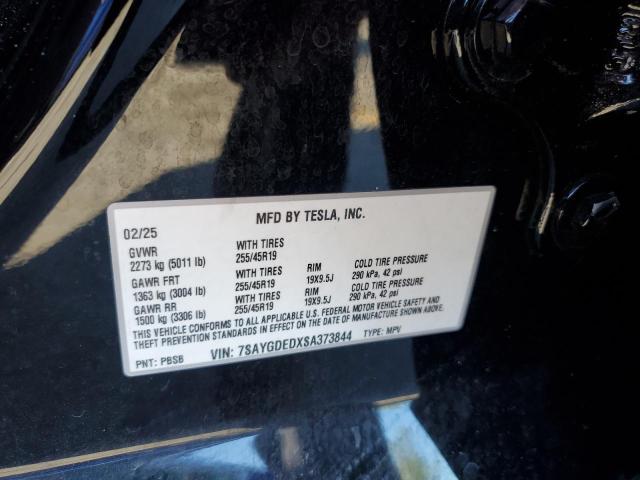 MFD BY TESLA, INC.
02/25
GVWR WITH TIRES
2273 kg (5011 lb) 255/45R19
GAWR FRT WITH TIRES RIM COLD TIRE PRESSURE
1363 kg (3004 lb) 255/45R19 19X9.5J 290 kPa, 42 psi
GAWR RR WITH TIRES RIM COLD TIRE PRESSURE
1500 kg (3306 lb) 255/45R19 19X9.5J 290 kPa, 42 psi
THIS VEHICLE CONFORMS TO ALL APPLICABLE U.S. FEDERAL MOTOR VEHICLE SAFETY AND
THEFT PREVENTION STANDARDS IN EFFECT ON THE DATE OF MANUFACTURE SHOWN ABOVE.
PNT: PBSB VIN: 7SAYGDEDXSA373844 TYPE: MPV